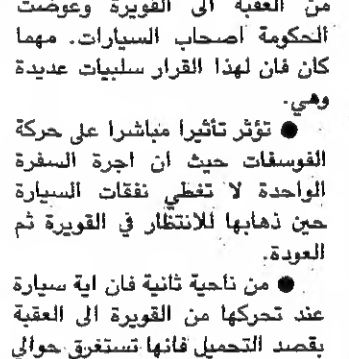 من العقبة الى القويرة وعوضت
الحكومة اصحاب السيارات. مهما
كان فان لهذا القرار سلبيات عديدة
وهي.
● تؤثر تأثيرا مباشرا على حركة
الفوسفات حيث ان اجرة السفرة
الواحدة لا تغطي نفقات السيارة
حين ذهابها للانتظار في القويرة ثم
العودة.
● من ناحية ثانية فان اية سيارة
عند تحركها من القويرة الى العقبة
بقصد التحميل فانها تستغرق حوالي